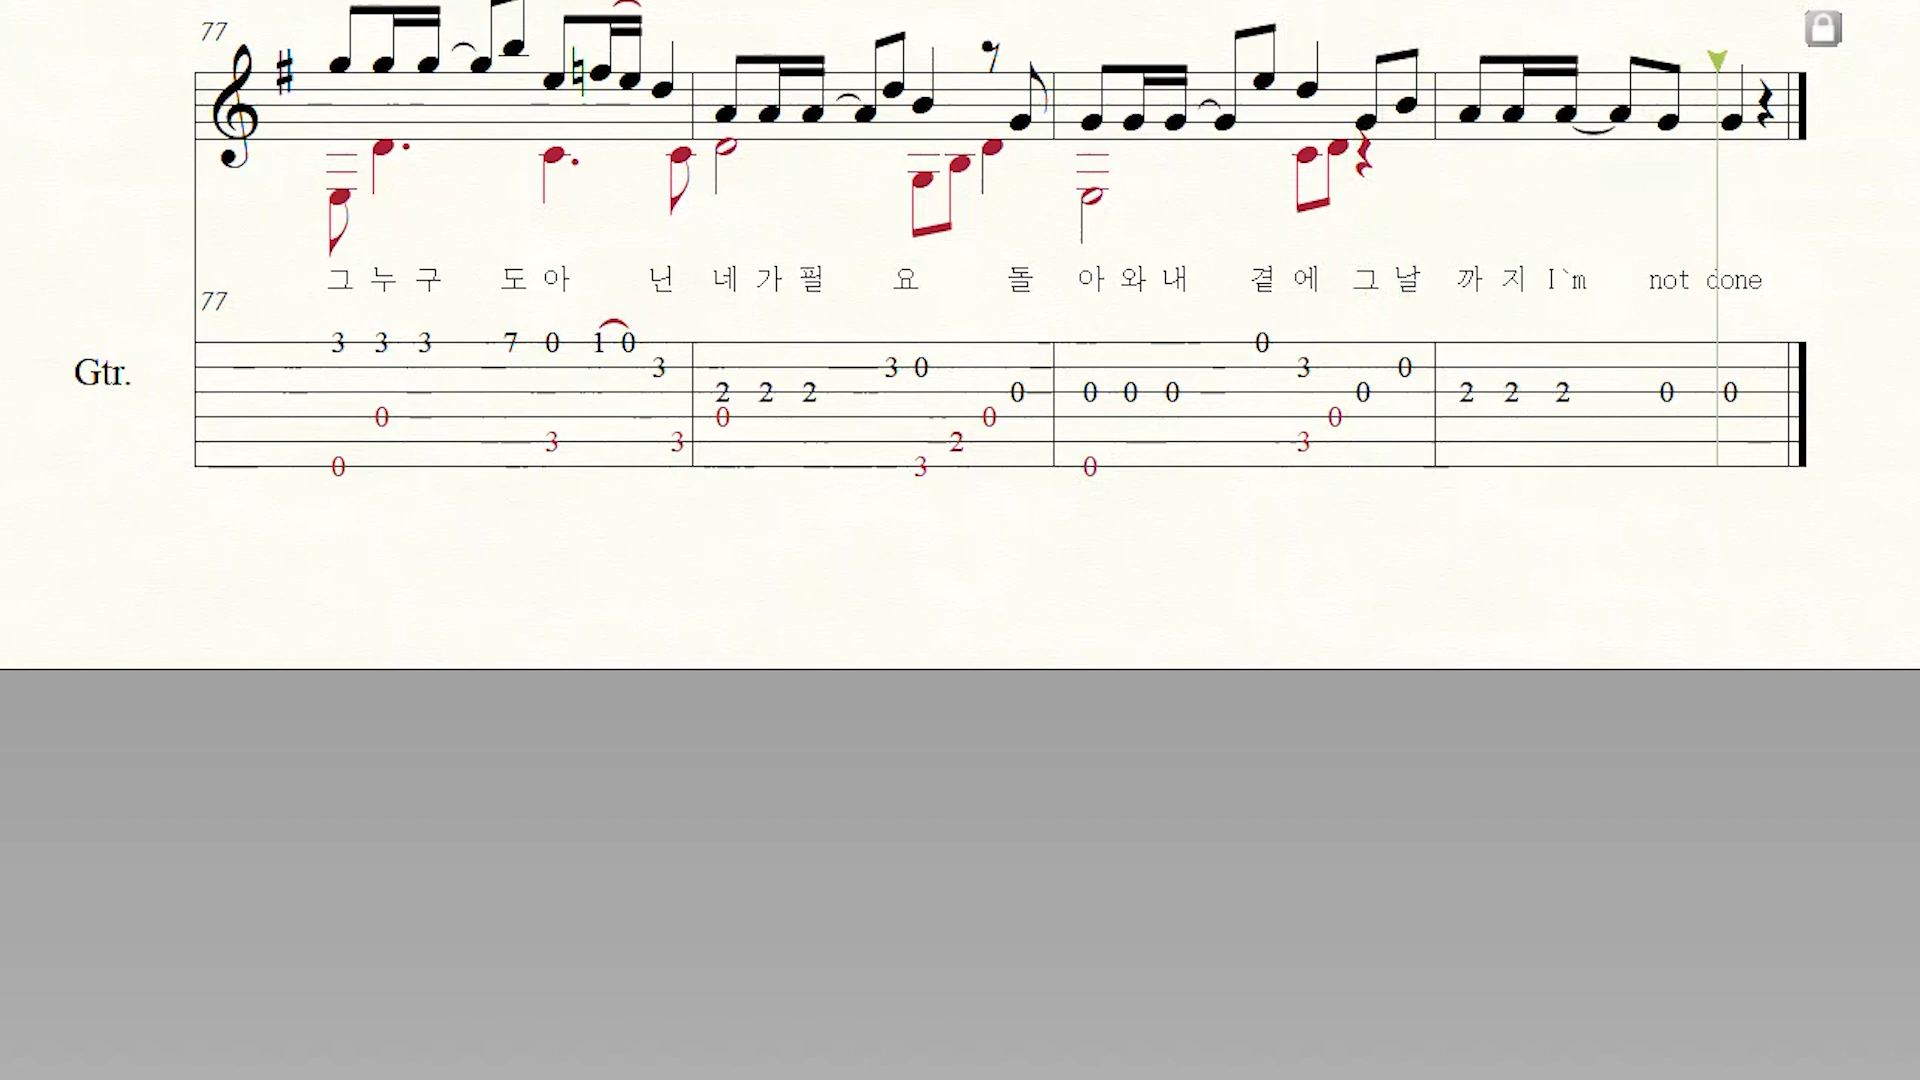 77
그 누 구 도 아 넌 네 가 필 요 돌 아 와 내 곁 에 그 날 까 지 I`m not done
77
Gtr.
3 3 3 7 0 1 0 0
3 3 0 3 0
2 2 2 0 0 0 0 0 2 2 2 0 0
0 0 0 0
3 3 2 3
0 3 0